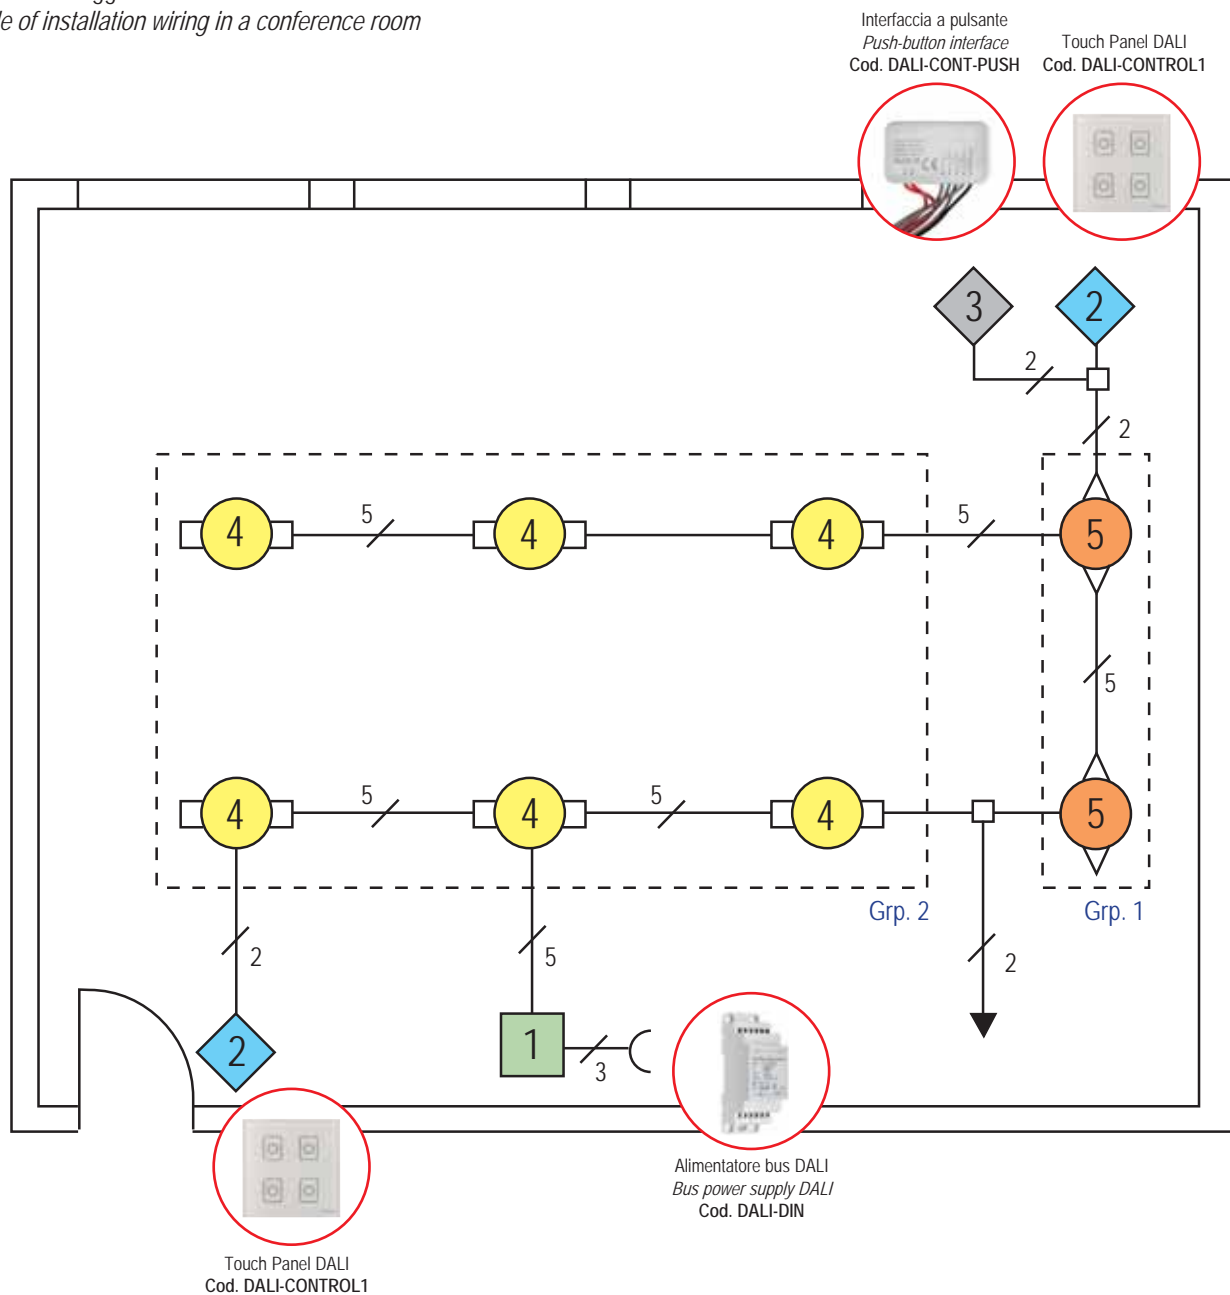 of installation wiring in a conference room
Interfaccia a pulsante
Push-button interface
Cod. DALI-CONT-PUSH
Touch Panel DALI
Cod. DALI-CONTROL1
3
2
2
2
4
5
4
4
5
5
5
4
5
4
5
4
5
Grp. 2
Grp. 1
2
5
2
2
1
3
Alimentatore bus DALI
Bus power supply DALI
Cod. DALI-DIN
Touch Panel DALI
Cod. DALI-CONTROL1